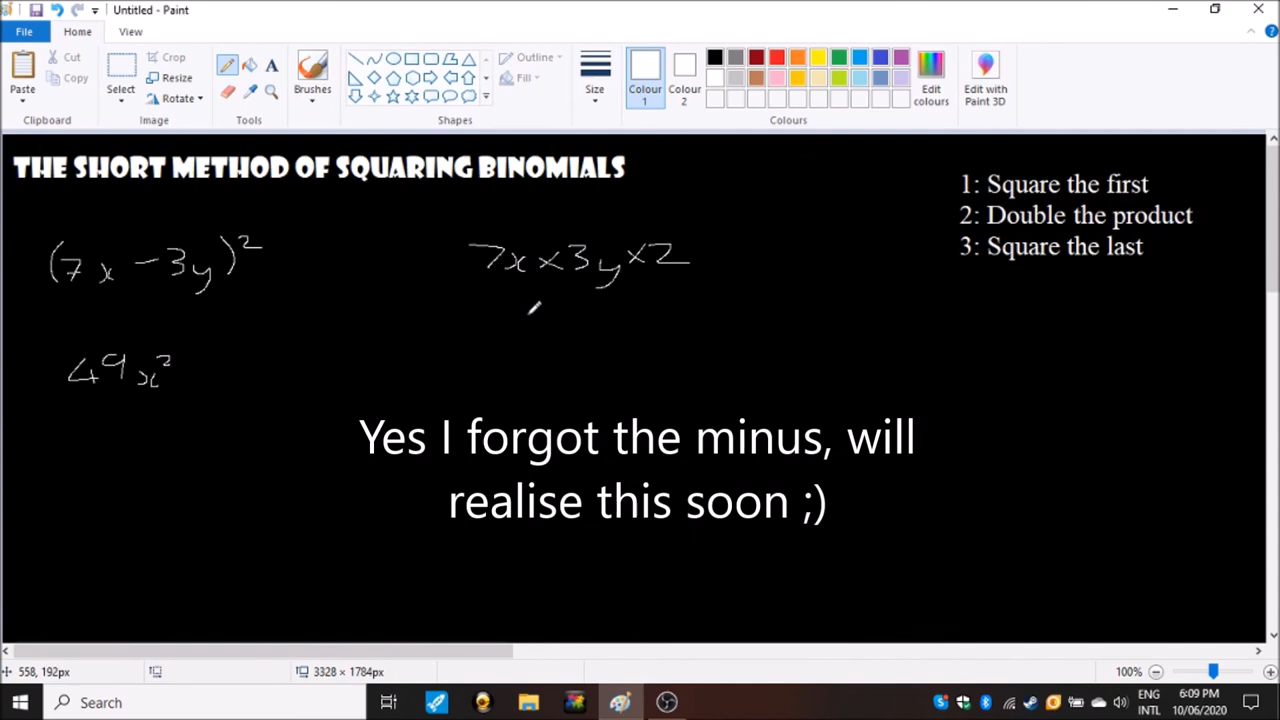 Untitled - Paint
File Home View
Paste Cut Copy Clipboard
Select Crop Resize Rotate Image
Tools
Brushes
Outline Fill Shapes
Size
Colour 1 Colour 2 Edit colours Edit with Paint 3D Colours
THE SHORT METHOD OF SQUARING BINOMIALS
1: Square the first
2: Double the product
3: Square the last
(7x - 3y)²
7x × 3y × 2
49x²
Yes I forgot the minus, will
realise this soon ;)
558, 192px 3328 × 1784px 100%
Search ENG INTL 6:09 PM 10/06/2020